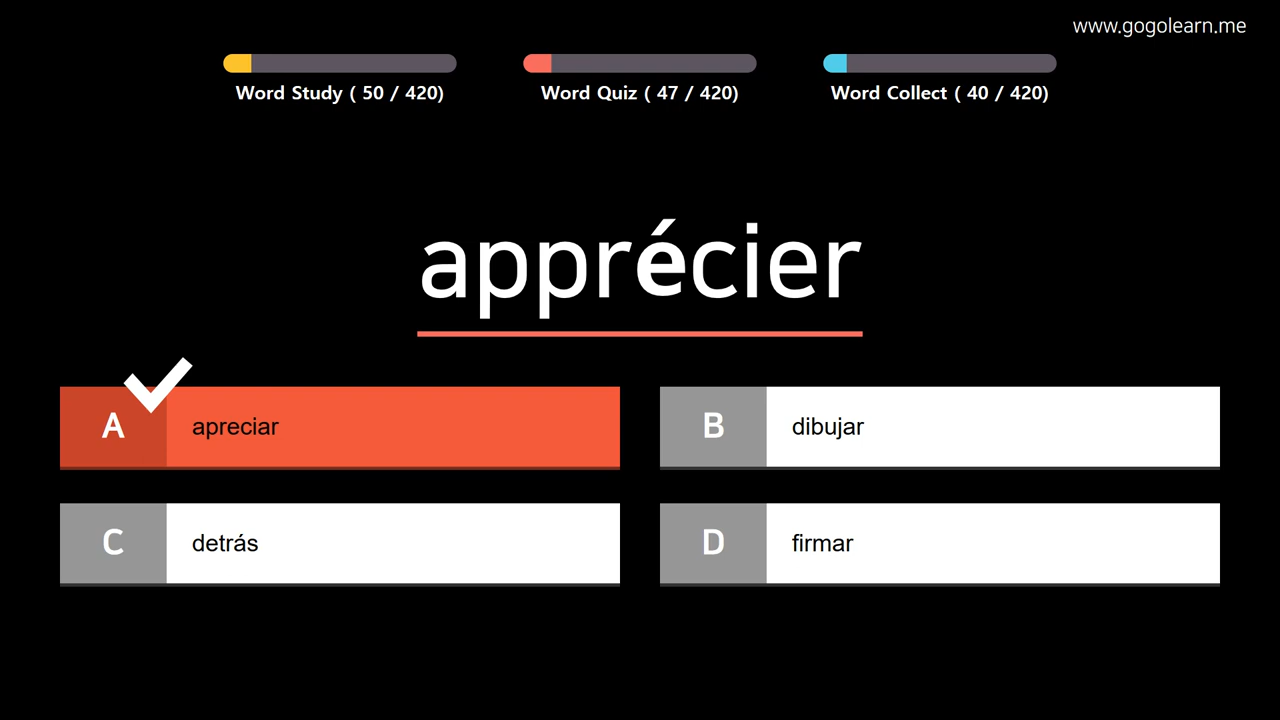 www.gogolearn.me
Word Study ( 50 / 420)
Word Quiz ( 47 / 420)
Word Collect ( 40 / 420)
apprécier
A apreciar
B dibujar
C detrás
D firmar